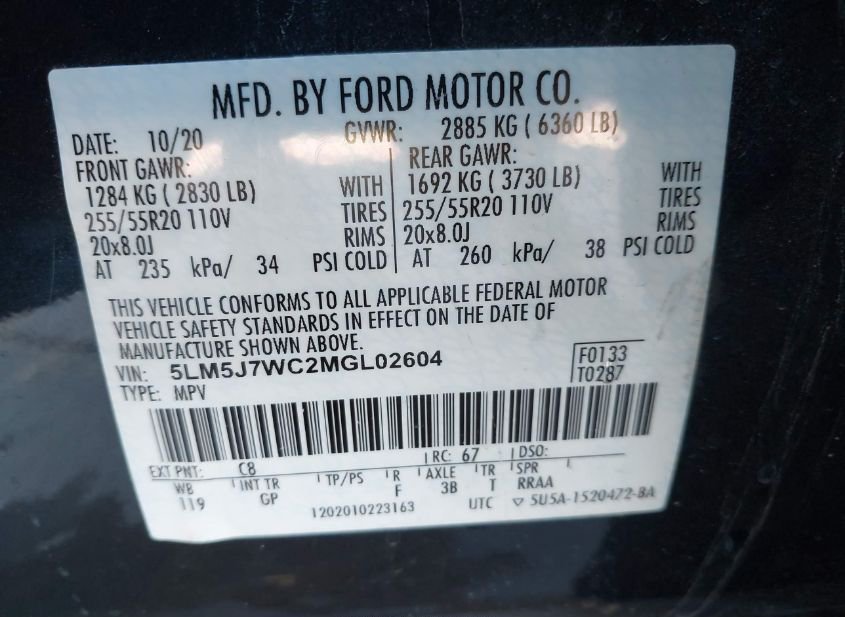 MFD. BY FORD MOTOR CO.
DATE: 10/20 GVWR: 2885 KG ( 6360 LB)
FRONT GAWR: REAR GAWR:
1284 KG ( 2830 LB) WITH 1692 KG ( 3730 LB) WITH
255/55R20 110V TIRES 255/55R20 110V TIRES
20x8.0J RIMS 20x8.0J RIMS
AT 235 kPa/ 34 PSI COLD AT 260 kPa/ 38 PSI COLD
THIS VEHICLE CONFORMS TO ALL APPLICABLE FEDERAL MOTOR
VEHICLE SAFETY STANDARDS IN EFFECT ON THE DATE OF
MANUFACTURE SHOWN ABOVE.
VIN: 5LM5J7WC2MGL02604 F0133
TYPE: MPV T0287
EXT PNT: C8 RC: 67 DSO:
WB INT TR TP/PS R AXLE TR SPR
119 GP F 3B T RRAA
1202010223163 UTC ▽ 5U5A-1520472-BA